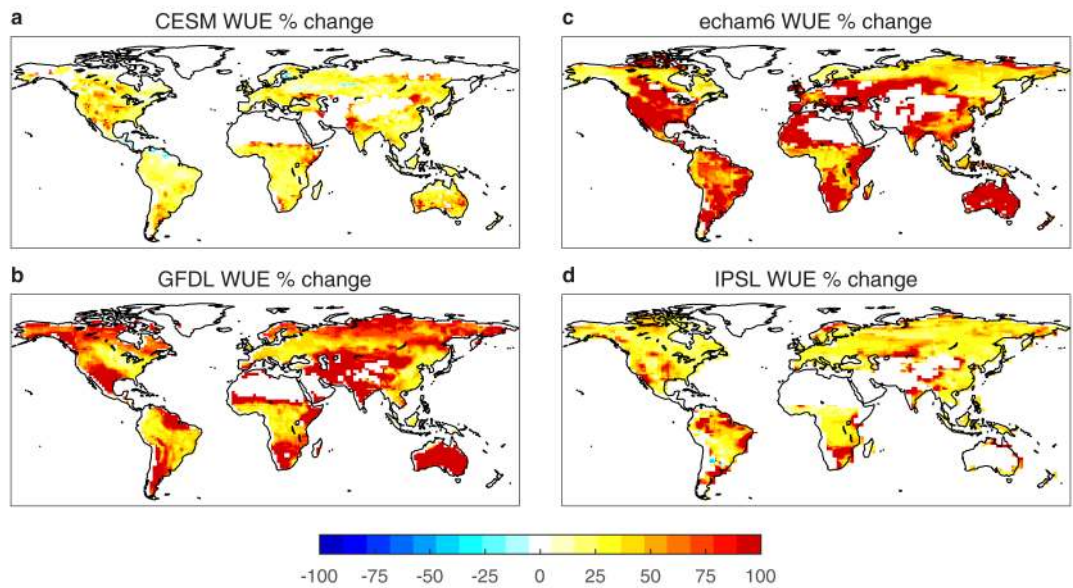 a CESM WUE % change
c echam6 WUE % change
b GFDL WUE % change
d IPSL WUE % change
-100 -75 -50 -25 0 25 50 75 100